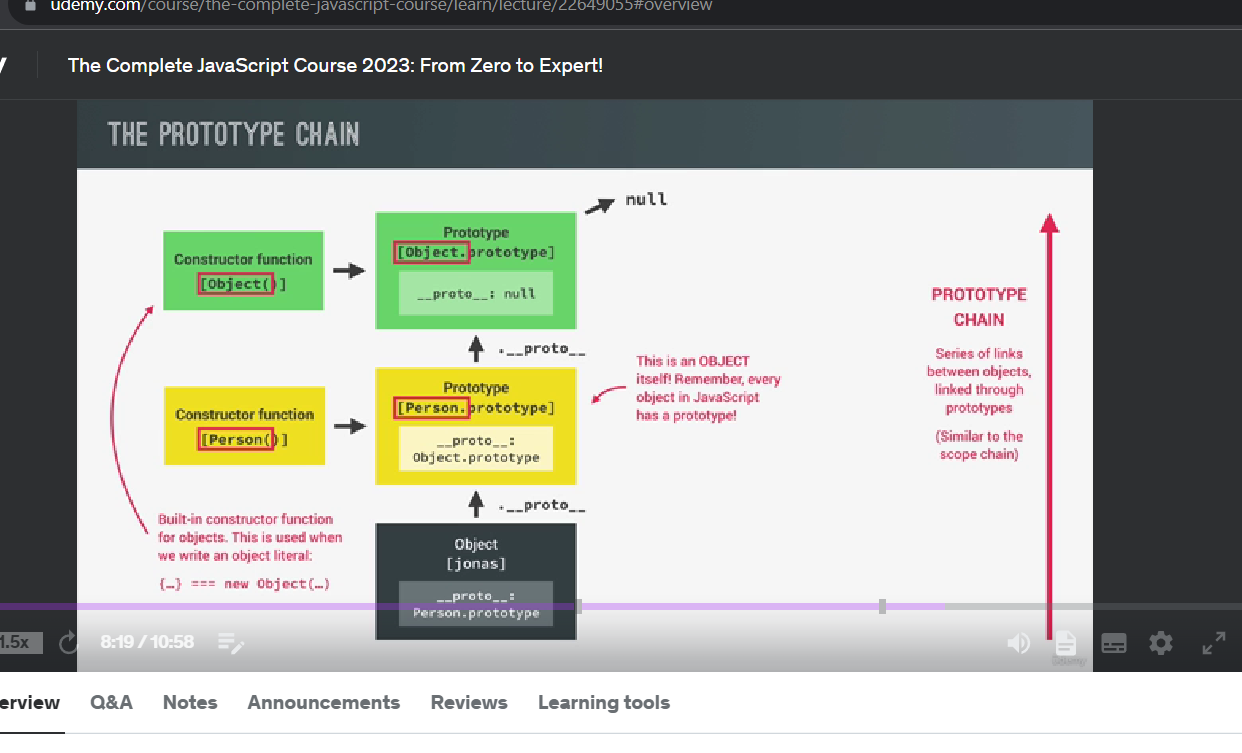 udemy.com/course/the-complete-javascript-course/learn/lecture/22649055#overview
The Complete JavaScript Course 2023: From Zero to Expert!
THE PROTOTYPE CHAIN
null
Constructor function
[Object()]
Prototype
[Object.prototype]
__proto__: null
.__proto__
Constructor function
[Person()]
Prototype
[Person.prototype]
__proto__:
Object.prototype
This is an OBJECT
itself! Remember, every
object in JavaScript
has a prototype!
.__proto__
Built-in constructor function
for objects. This is used when
we write an object literal:
{…} === new Object(…)
Object
[jonas]
__proto__:
Person.prototype
PROTOTYPE
CHAIN
Series of links
between objects,
linked through
prototypes
(Similar to the
scope chain)
1.5x
8:19 / 10:58
Udemy
erview Q&A Notes Announcements Reviews Learning tools